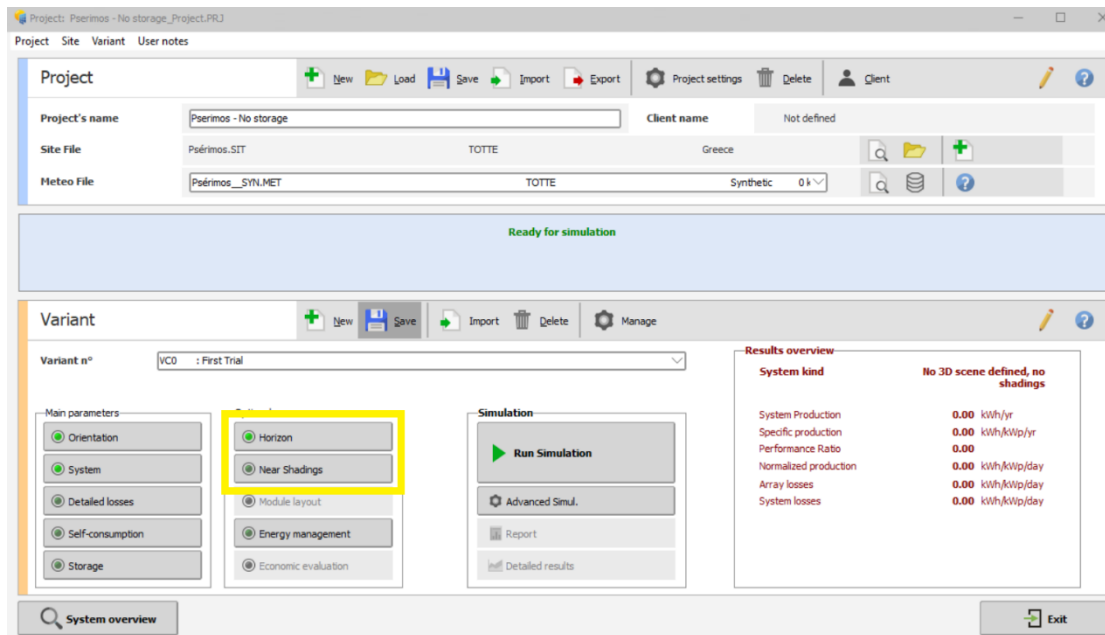 Project: Pserimos - No storage_Project.PRJ
Project Site Variant User notes
Project New Load Save Import Export Project settings Delete Client
Project's name Pserimos - No storage Client name Not defined
Site File Psérimos.SIT TOTTE Greece
Meteo File Psérimos__SYN.MET TOTTE Synthetic 0 k
Ready for simulation
Variant New Save Import Delete Manage
Variant n° VC0 : First Trial
Results overview
System kind No 3D scene defined, no
shadings
Main parameters
Simulation
Orientation Horizon Run Simulation System Production 0.00 kWh/yr
Specific production 0.00 kWh/kWp/yr
System Near Shadings Performance Ratio 0.00
Normalized production 0.00 kWh/kWp/day
Detailed losses Module layout Advanced Simul. Array losses 0.00 kWh/kWp/day
System losses 0.00 kWh/kWp/day
Self-consumption Energy management Report
Storage Economic evaluation Detailed results
System overview Exit